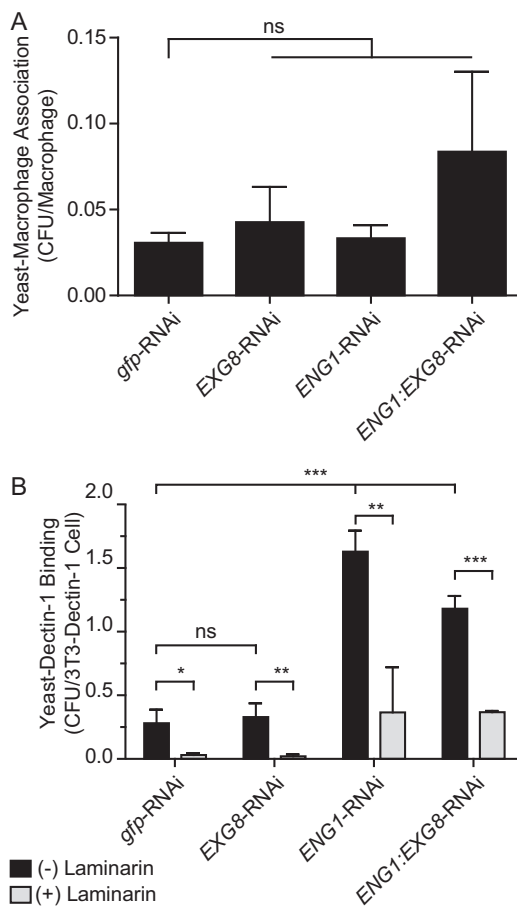 A
ns
Yeast-Macrophage Association
(CFU/Macrophage)
0.15
0.10
0.05
0.00
gfp-RNAi
EXG8-RNAi
ENG1-RNAi
ENG1:EXG8-RNAi
B
***
Yeast-Dectin-1 Binding
(CFU/3T3-Dectin-1 Cell)
2.0
1.5
1.0
0.5
0.0
**
***
ns
*
**
gfp-RNAi
EXG8-RNAi
ENG1-RNAi
ENG1:EXG8-RNAi
(-) Laminarin
(+) Laminarin